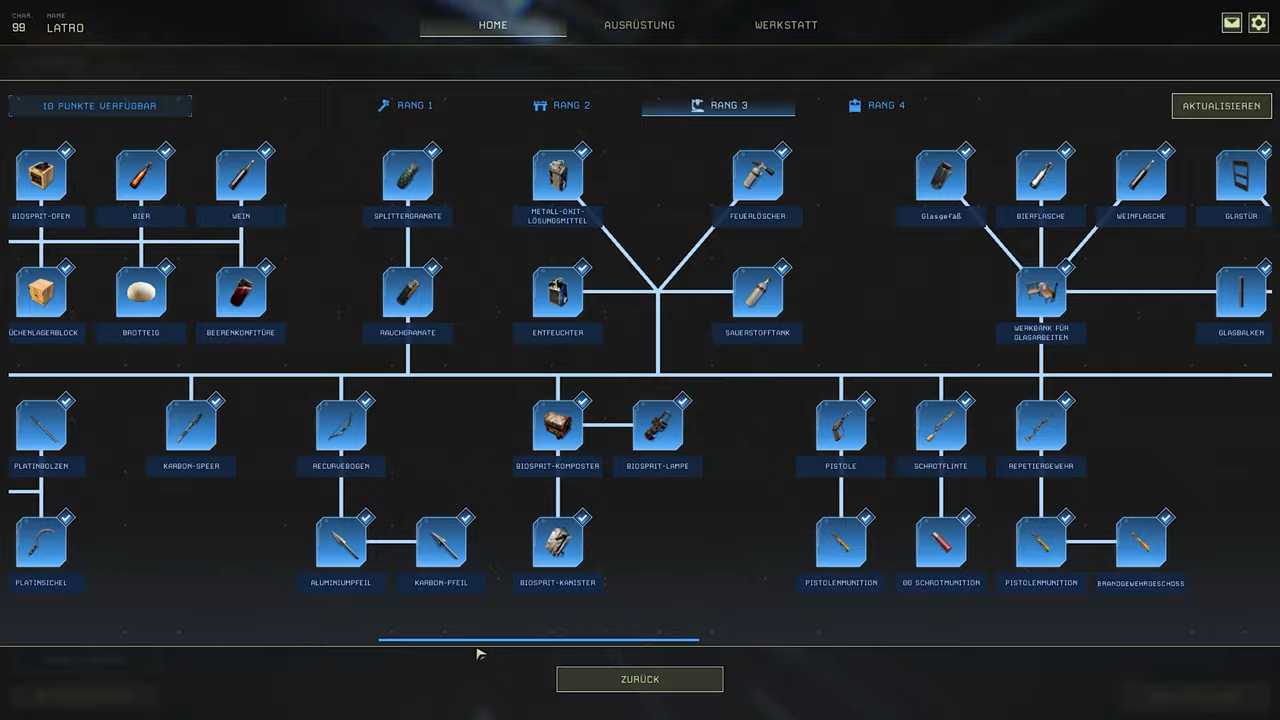 CHAR.
99
NAME
LATRO
HOME
AUSRÜSTUNG
WERKSTATT
10 PUNKTE VERFÜGBAR
RANG 1
RANG 2
RANG 3
RANG 4
AKTUALISIEREN
BIOSPRIT-OFEN
BIER
WEIN
SPLITTERGRANATE
METALL-OXIT-
LÖSUNGSMITTEL
FEUERLÖSCHER
Glasgefäß
BIERFLASCHE
WEINFLASCHE
GLASTÜR
ÜCHENLAGERBLOCK
BROTTEIG
BEERENKONFITÜRE
RAUCHGRANATE
ENTFEUCHTER
SAUERSTOFFTANK
WERKBANK FÜR
GLASARBEITEN
GLASBALKEN
PLATINBOLZEN
KARBON-SPEER
RECURVEBOGEN
BIOSPRIT-KOMPOSTER
BIOSPRIT-LAMPE
PISTOLE
SCHROTFLINTE
REPETIERGEWEHR
PLATINSICHEL
ALUMINIUMPFEIL
KARBON-PFEIL
BIOSPRIT-KANISTER
PISTOLENMUNITION
00 SCHROTMUNITION
PISTOLENMUNITION
BRANDGEWEHRGESCHOSS
ZURÜCK